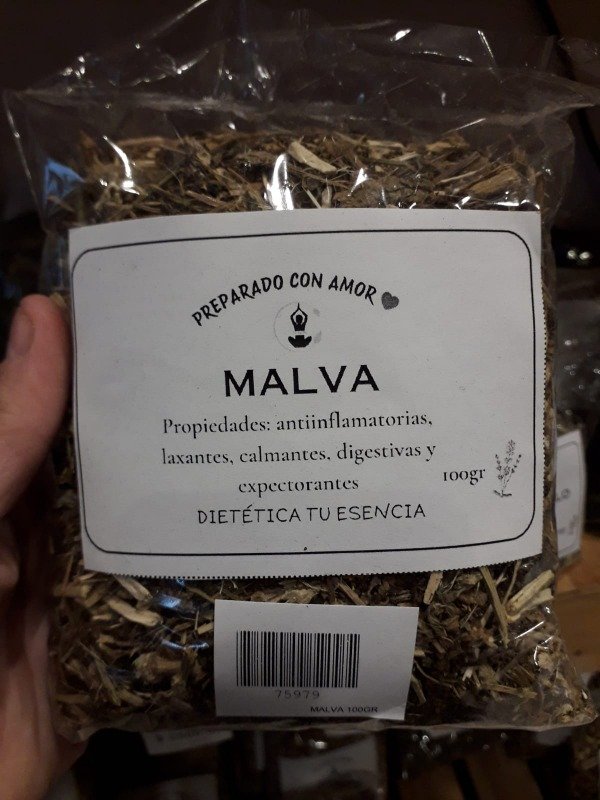 PREPARADO CON AMOR
MALVA
Propiedades: antiinflamatorias,
laxantes, calmantes, digestivas y
expectorantes
100gr
DIETÉTICA TU ESENCIA
75979
MALVA 100GR